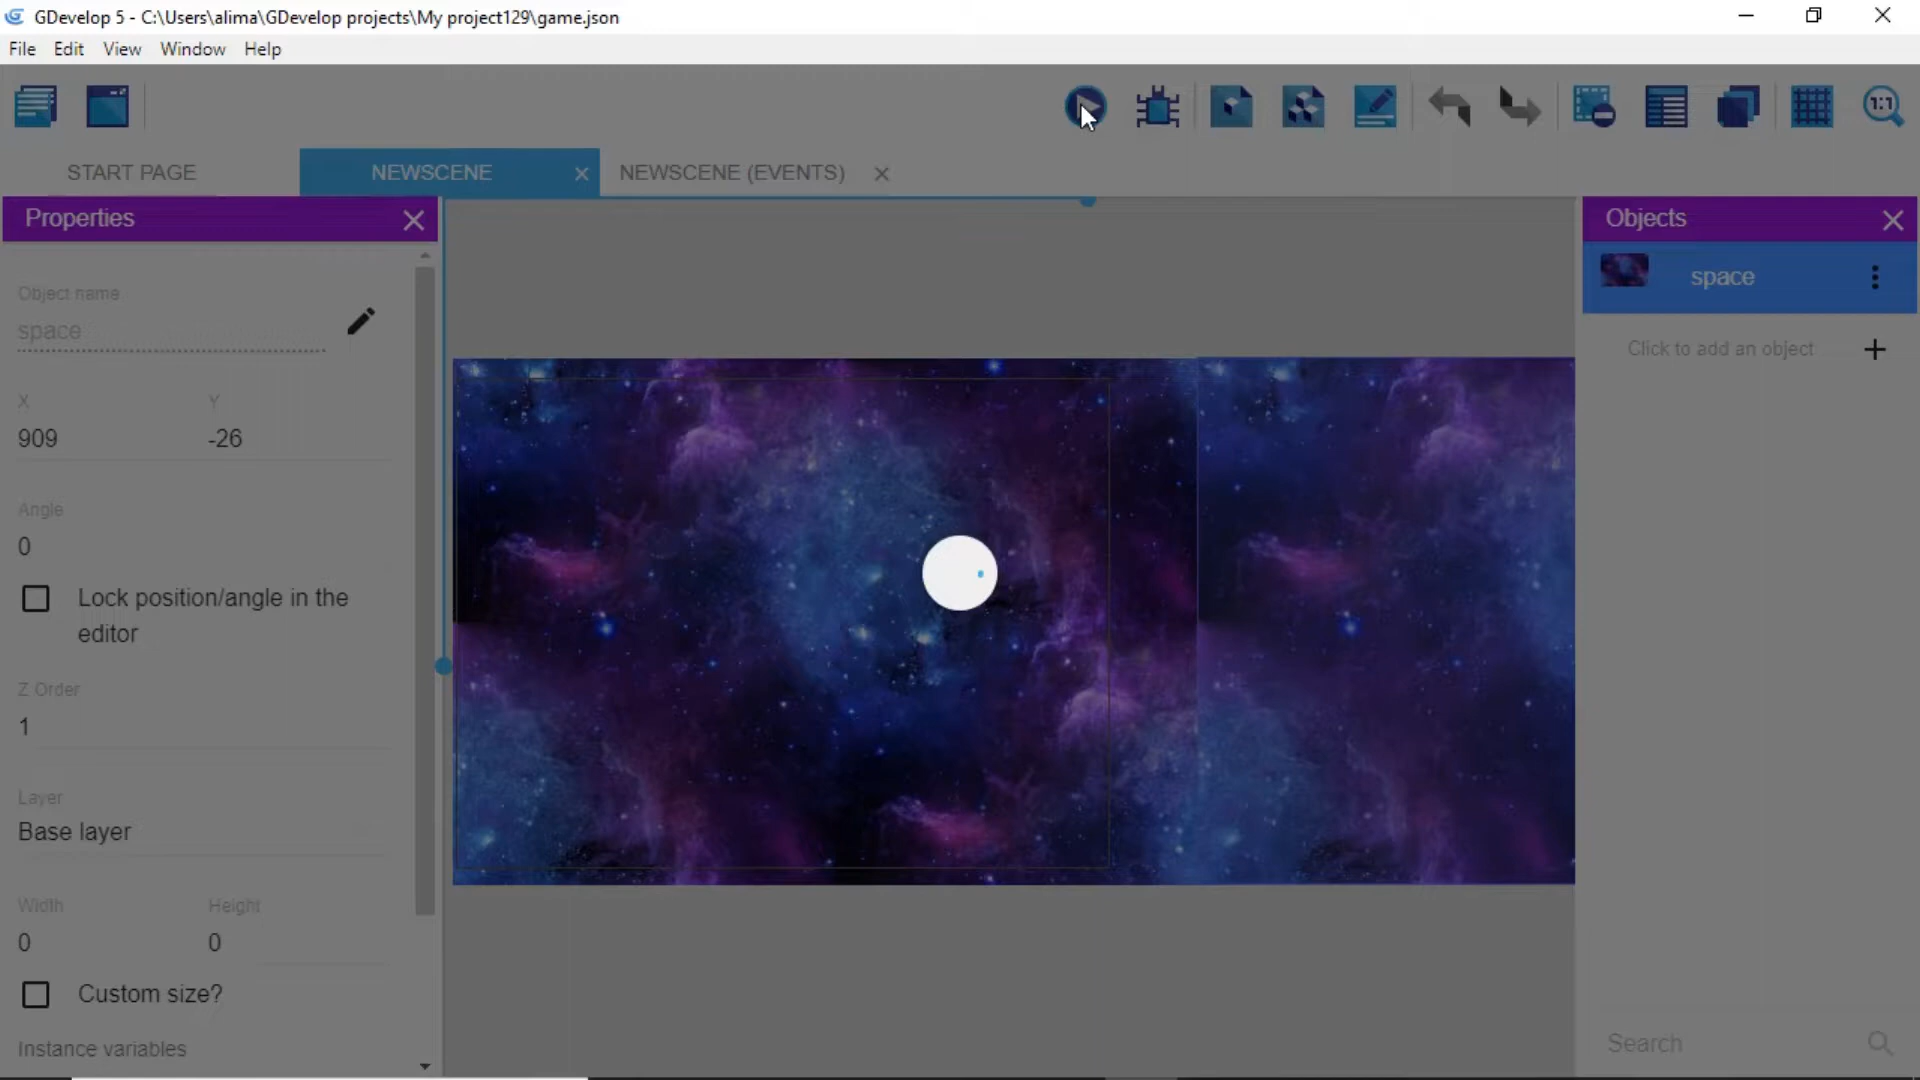 GDevelop 5 - C:\Users\alima\GDevelop projects\My project129\game.json
File Edit View Window Help
1:1
START PAGE NEWSCENE NEWSCENE (EVENTS)
Properties
Object name
space
X Y
909 -26
Angle
0
Lock position/angle in the
editor
Z Order
1
Layer
Base layer
Width Height
0 0
Custom size?
Instance variables
Objects
space
Click to add an object
Search